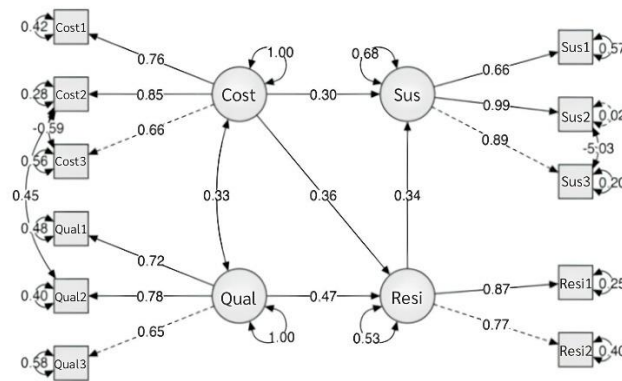 0.42 Cost1
0.76
1.00
0.68
0.66
Sus1 0.57
0.28 Cost2
0.85
Cost
0.30
Sus
0.99
Sus2 0.02
-0.59
0.66
0.89
-5.03
0.56 Cost3
Sus3 0.20
0.45
0.33
0.36
0.34
0.48 Qual1
0.72
0.40 Qual2
0.78
Qual
0.47
Resi
0.87
Resi1 0.25
0.65
0.77
0.58 Qual3
1.00
0.53
Resi2 0.40